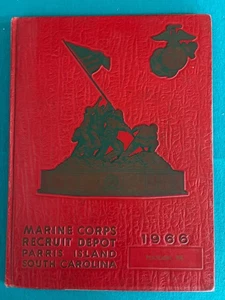 MARINE CORPS
RECRUIT DEPOT
PARRIS ISLAND
SOUTH CAROLINA
1966